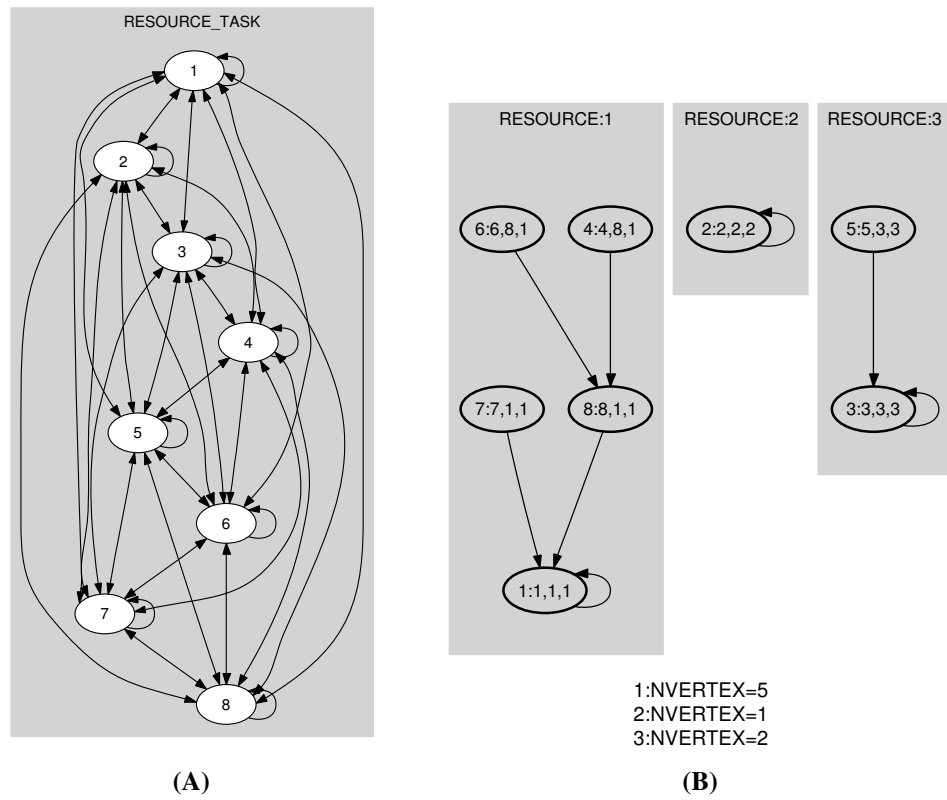 RESOURCE_TASK
1
2
3
4
5
6
7
8
(A)
RESOURCE:1
RESOURCE:2
RESOURCE:3
6:6,8,1
4:4,8,1
2:2,2,2
5:5,3,3
7:7,1,1
8:8,1,1
3:3,3,3
1:1,1,1
1:NVERTEX=5
2:NVERTEX=1
3:NVERTEX=2
(B)